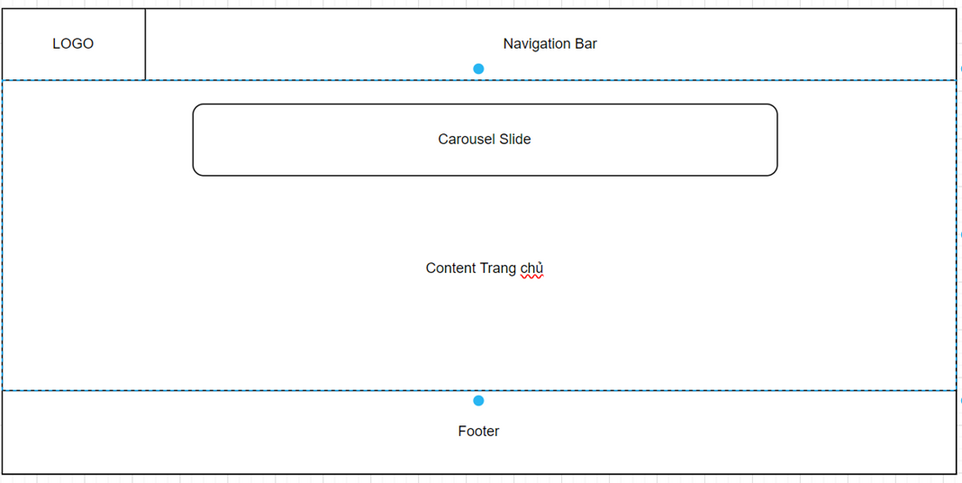 LOGO
Navigation Bar
Carousel Slide
Content Trang chủ
Footer